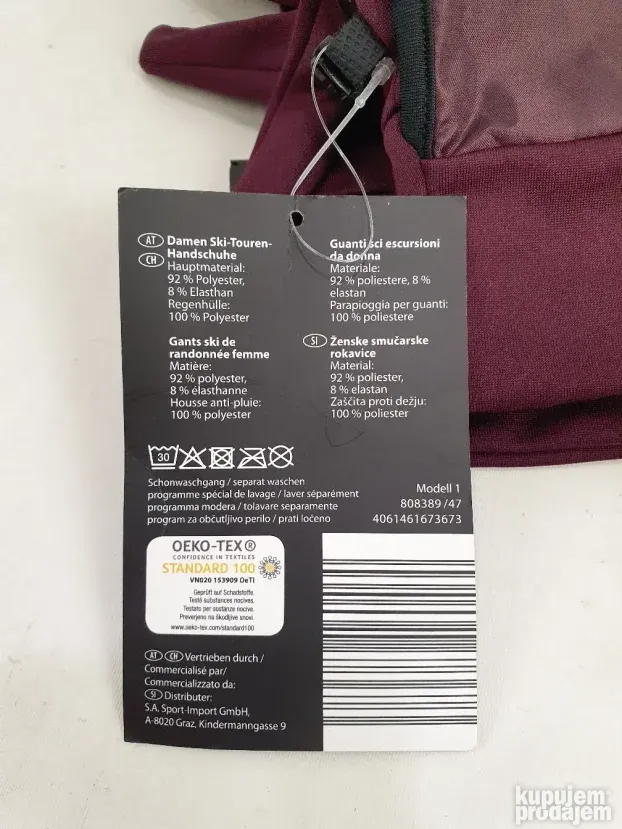 AT Damen Ski-Touren-
CH Handschuhe
Hauptmaterial:
92 % Polyester,
8 % Elasthan
Regenhülle:
100 % Polyester
Guanti sci escursioni
da donna
Materiale:
92 % poliestere, 8 %
elastan
Parapioggia per guanti:
100 % poliestere
Gants ski de
randonnée femme
Matière:
92 % polyester,
8 % élasthanne
Housse anti-pluie:
100 % polyester
SI Ženske smučarske
rokavice
Material:
92 % poliester,
8 % elastan
Zaščita proti dežju:
100 % poliester
30
Schonwaschgang / separat waschen
programme spécial de lavage / laver séparément
programma modera / tolavare separamente
program za občutljivo perilo / prati ločeno
Modell 1
808389 /47
4061461673673
OEKO-TEX®
CONFIDENCE IN TEXTILES
STANDARD 100
VN020 153909 OeTI
Geprüft auf Schadstoffe.
Testé substances nocives.
Testato per sostanze nocive.
Preverjeno na škodljive snovi.
www.oeko-tex.com/standard100
AT CH Vertrieben durch /
Commercialisé par/
Commercializzato da:
SI Distributer:
S.A. Sport-Import GmbH,
A-8020 Graz, Kindermanngasse 9
kupujem
prodajem